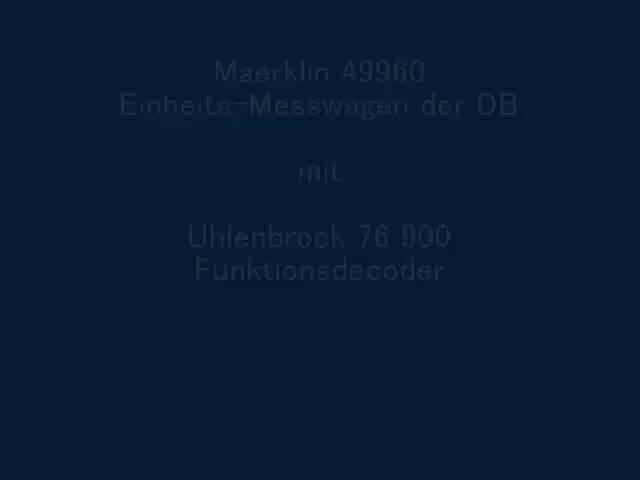 Maerklin 49960
Einheits-Messwagen der DB
mit
Uhlenbrock 76 900
Funktionsdecoder